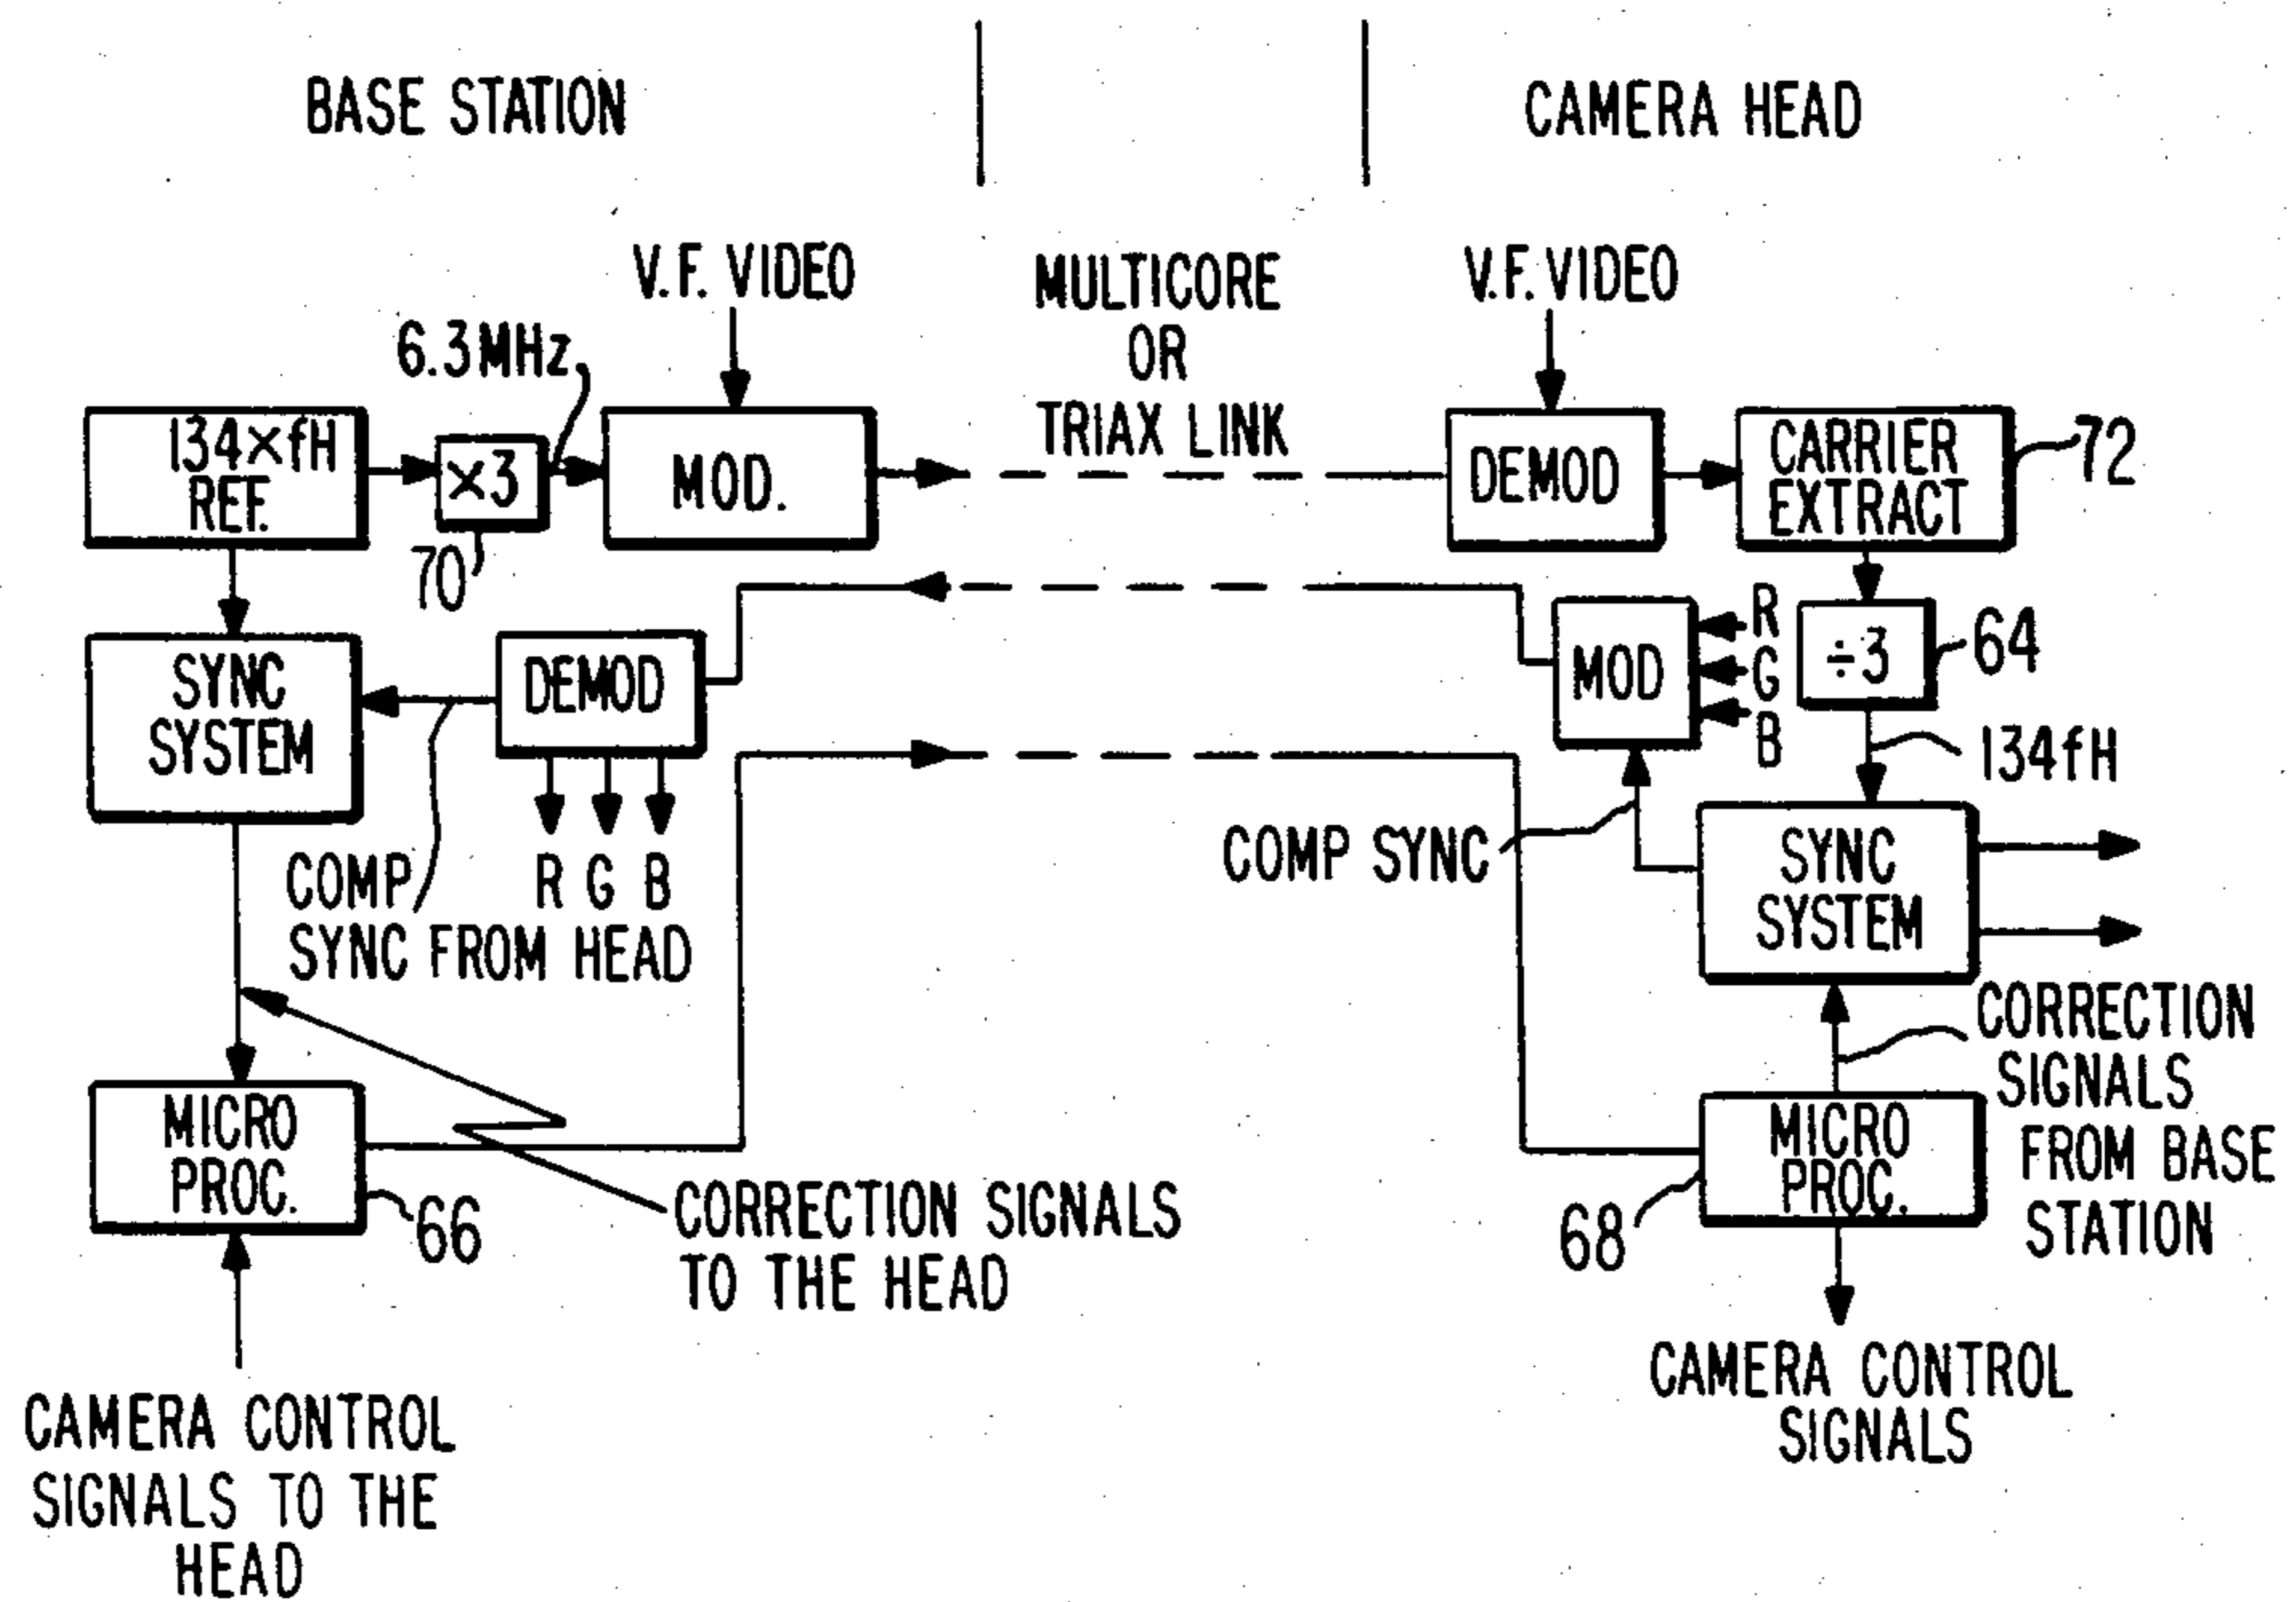 BASE STATION
CAMERA HEAD
V.F. VIDEO
MULTICORE
OR
TRIAX LINK
V.F. VIDEO
6.3MHz
134×fH
REF.
×3
70
MOD.
DEMOD
CARRIER
EXTRACT
72
SYNC
SYSTEM
DEMOD
R G B
COMP
SYNC FROM HEAD
MOD
R
G
B
÷3
64
134fH
COMP SYNC
SYNC
SYSTEM
CORRECTION
SIGNALS
FROM BASE
STATION
MICRO
PROC.
66
CORRECTION SIGNALS
TO THE HEAD
MICRO
PROC.
68
CAMERA CONTROL
SIGNALS TO THE
HEAD
CAMERA CONTROL
SIGNALS